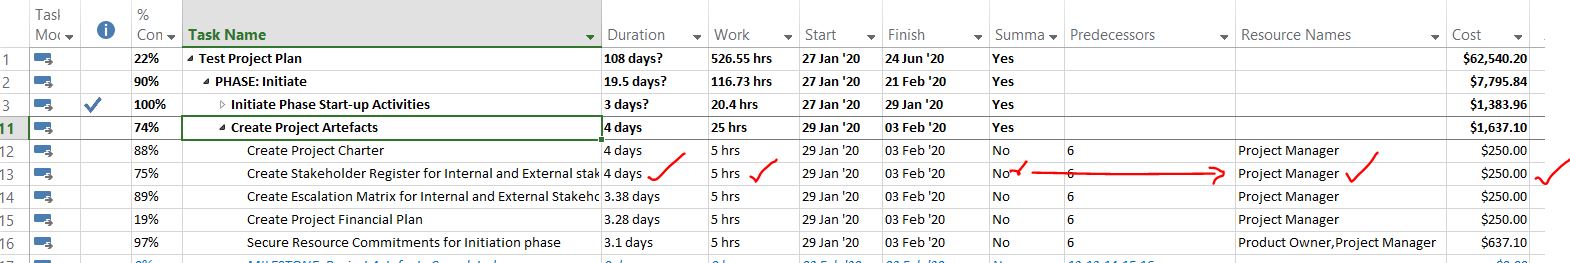 Task
% 
Mod Com Task Name Duration Work Start Finish Summa Predecessors Resource Names Cost
1 22% Test Project Plan 108 days? 526.55 hrs 27 Jan '20 24 Jun '20 Yes $62,540.20
2 90% PHASE: Initiate 19.5 days? 116.73 hrs 27 Jan '20 21 Feb '20 Yes $7,795.84
3 100% Initiate Phase Start-up Activities 3 days? 20.4 hrs 27 Jan '20 29 Jan '20 Yes $1,383.96
11 74% Create Project Artefacts 4 days 25 hrs 29 Jan '20 03 Feb '20 Yes $1,637.10
12 88% Create Project Charter 4 days 5 hrs 29 Jan '20 03 Feb '20 No 6 Project Manager $250.00
13 75% Create Stakeholder Register for Internal and External stak 4 days 5 hrs 29 Jan '20 03 Feb '20 No 6 Project Manager $250.00
14 89% Create Escalation Matrix for Internal and External Stakeho 3.38 days 5 hrs 29 Jan '20 03 Feb '20 No 6 Project Manager $250.00
15 19% Create Project Financial Plan 3.28 days 5 hrs 29 Jan '20 03 Feb '20 No 6 Project Manager $250.00
16 97% Secure Resource Commitments for Initiation phase 3.1 days 5 hrs 29 Jan '20 03 Feb '20 No 6 Product Owner,Project Manager $637.10